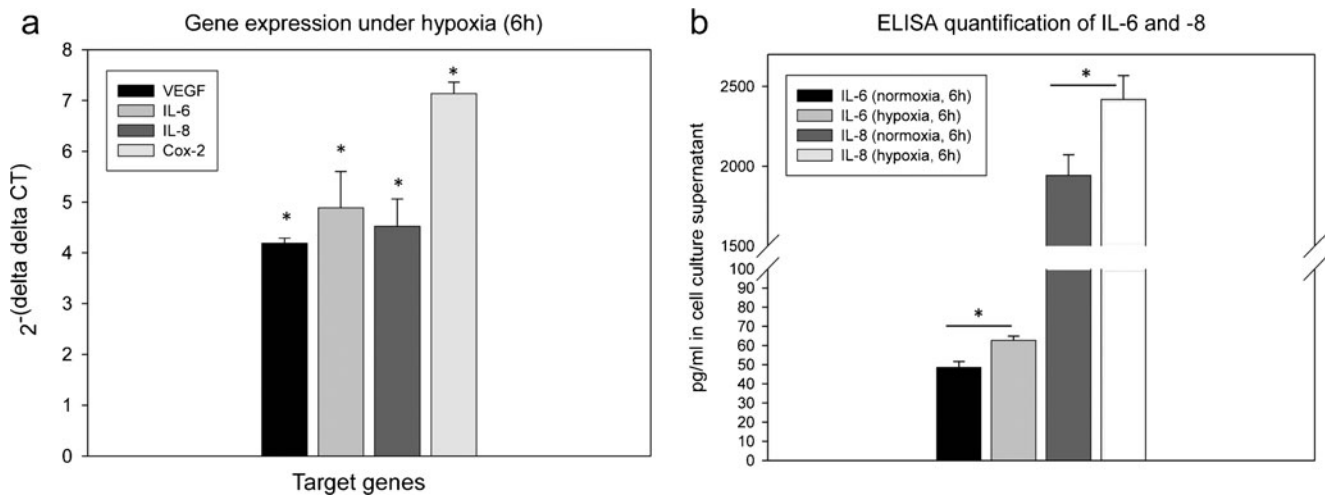 a
Gene expression under hypoxia (6h)
8
7
6
5
4
3
2
1
0
2-(delta delta CT)
VEGF
IL-6
IL-8
Cox-2
*
*
*
*
Target genes
b
ELISA quantification of IL-6 and -8
2500
2000
1500
100
90
80
70
60
50
40
30
20
10
0
pg/ml in cell culture supernatant
IL-6 (normoxia, 6h)
IL-6 (hypoxia, 6h)
IL-8 (normoxia, 6h)
IL-8 (hypoxia, 6h)
*
*